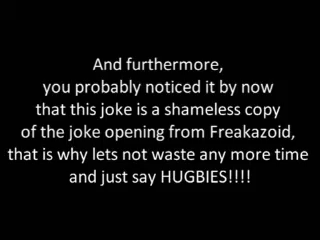 And furthermore,
you probably noticed it by now
that this joke is a shameless copy
of the joke opening from Freakazoid,
that is why lets not waste any more time
and just say HUGBIES!!!!